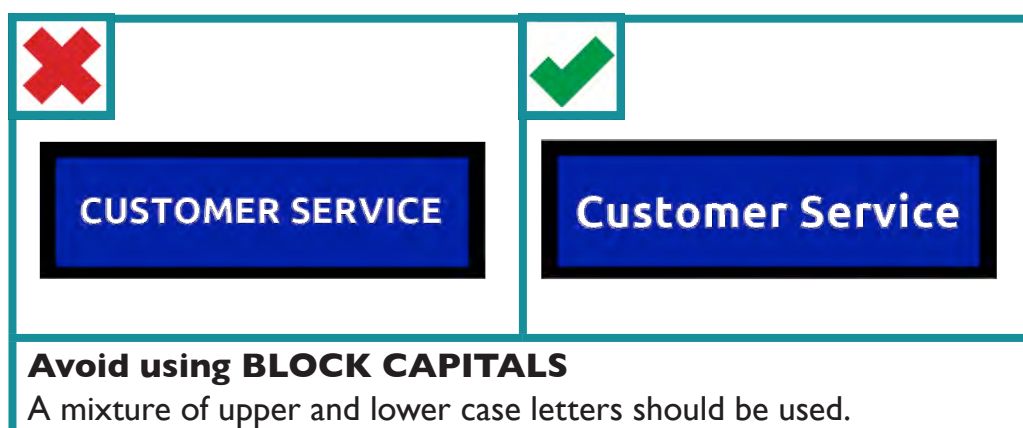 CUSTOMER SERVICE
Customer Service
Avoid using BLOCK CAPITALS
A mixture of upper and lower case letters should be used.